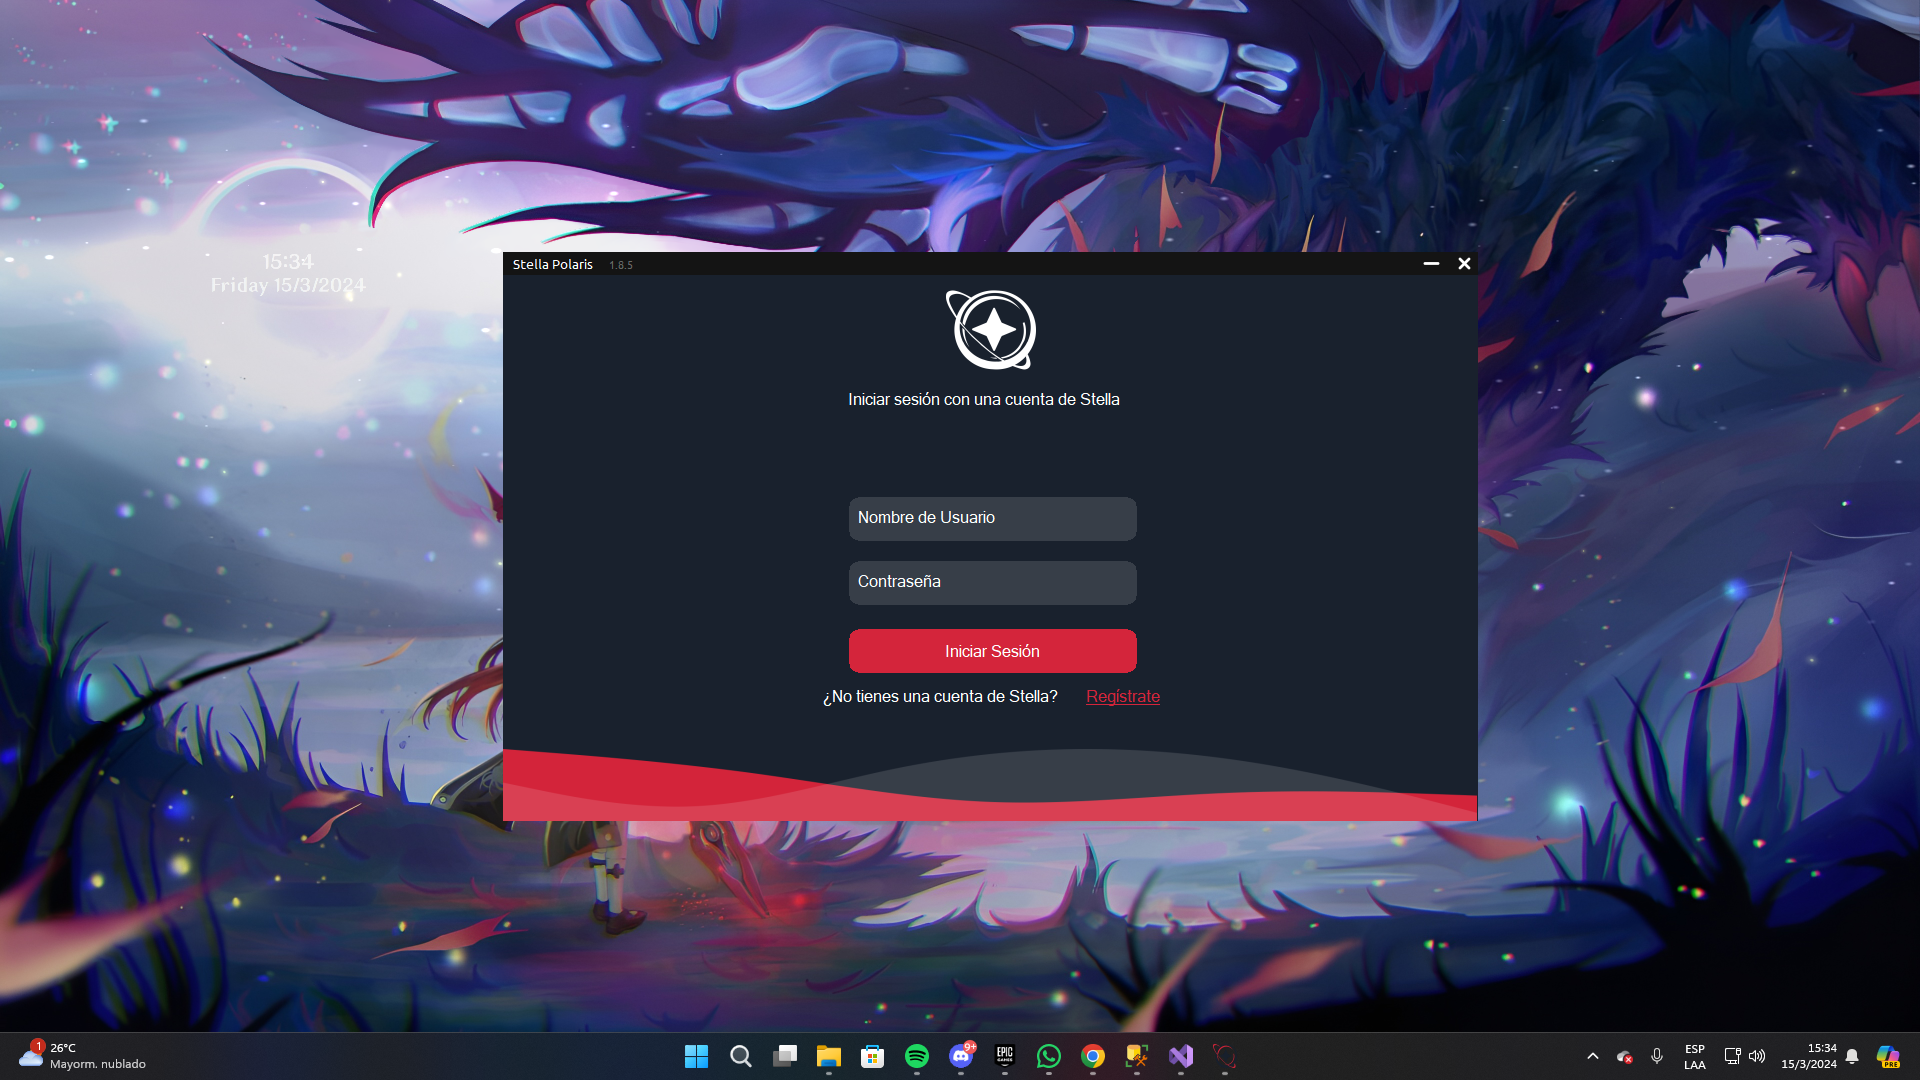 15:34
Friday 15/3/2024
Stella Polaris 1.8.5
Iniciar sesión con una cuenta de Stella
Nombre de Usuario
Contraseña
Iniciar Sesión
¿No tienes una cuenta de Stella? Regístrate
1
26°C
Mayorm. nublado
9+
EPIC
GAMES
ESP
LAA
15:34
15/3/2024
PRE